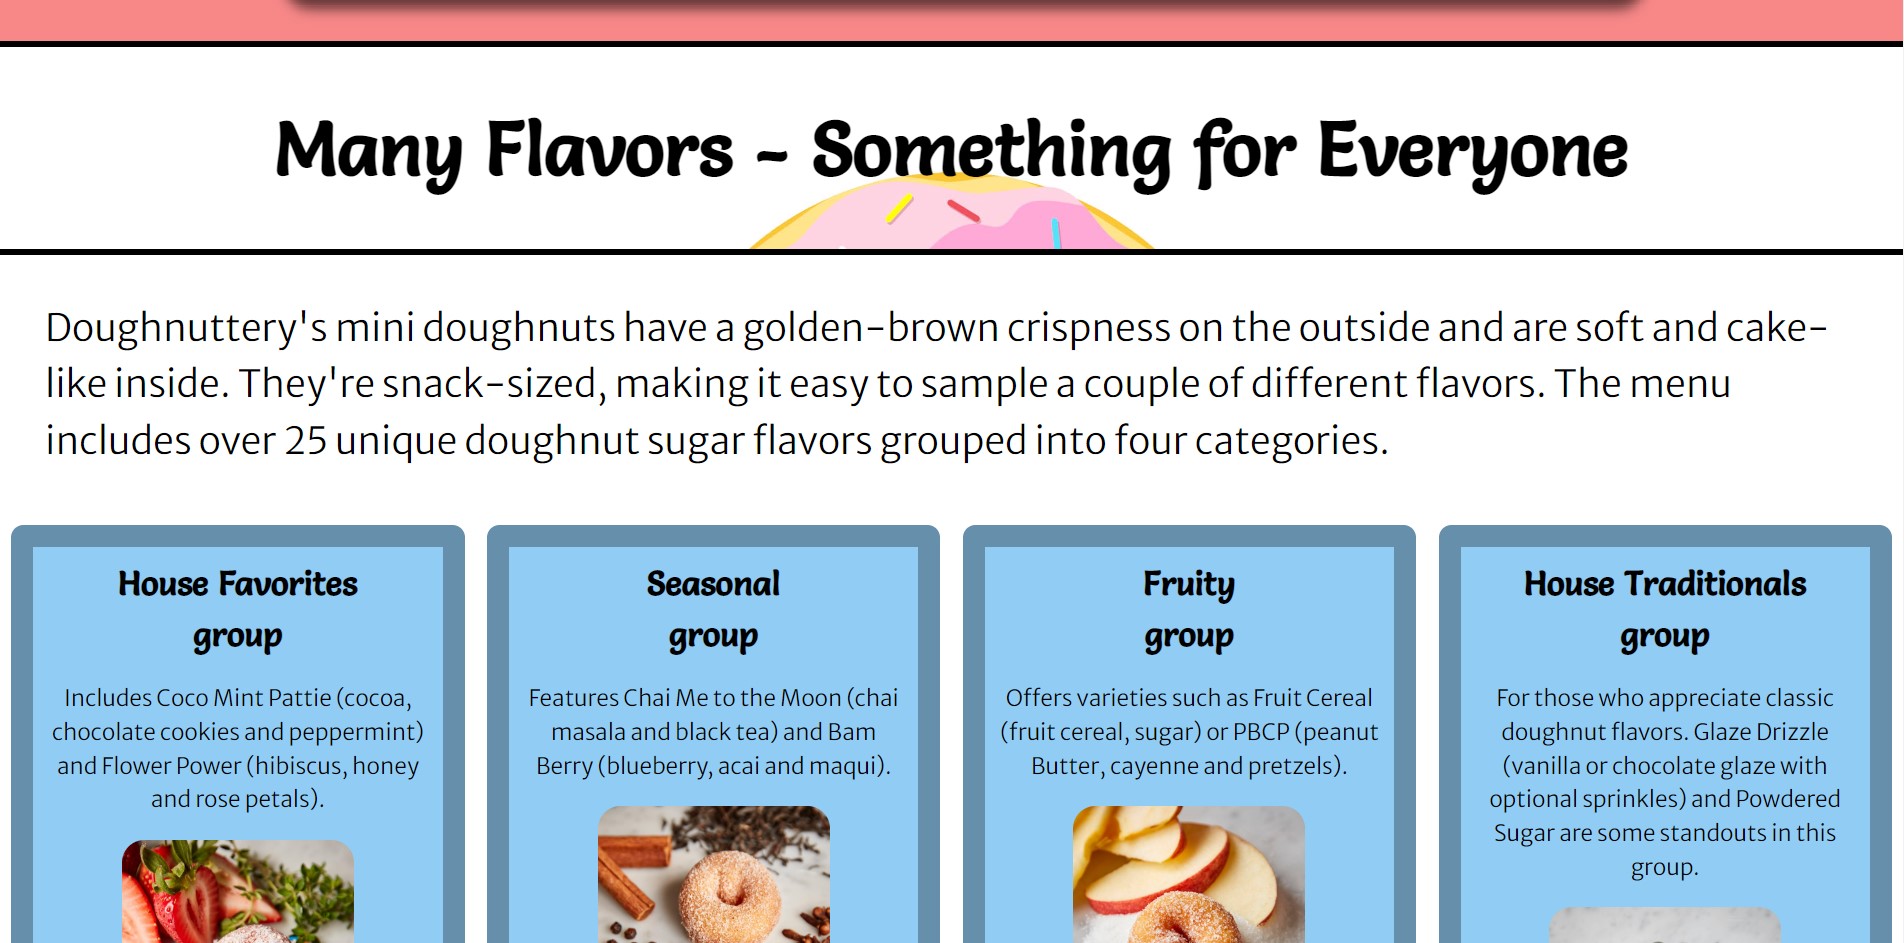 Many Flavors ~ Something for Everyone
Doughnuttery's mini doughnuts have a golden-brown crispness on the outside and are soft and cake-
like inside. They're snack-sized, making it easy to sample a couple of different flavors. The menu
includes over 25 unique doughnut sugar flavors grouped into four categories.
House Favorites
group
Includes Coco Mint Pattie (cocoa,
chocolate cookies and peppermint)
and Flower Power (hibiscus, honey
and rose petals).
Seasonal
group
Features Chai Me to the Moon (chai
masala and black tea) and Bam
Berry (blueberry, acai and maqui).
Fruity
group
Offers varieties such as Fruit Cereal
(fruit cereal, sugar) or PBCP (peanut
Butter, cayenne and pretzels).
House Traditionals
group
For those who appreciate classic
doughnut flavors. Glaze Drizzle
(vanilla or chocolate glaze with
optional sprinkles) and Powdered
Sugar are some standouts in this
group.